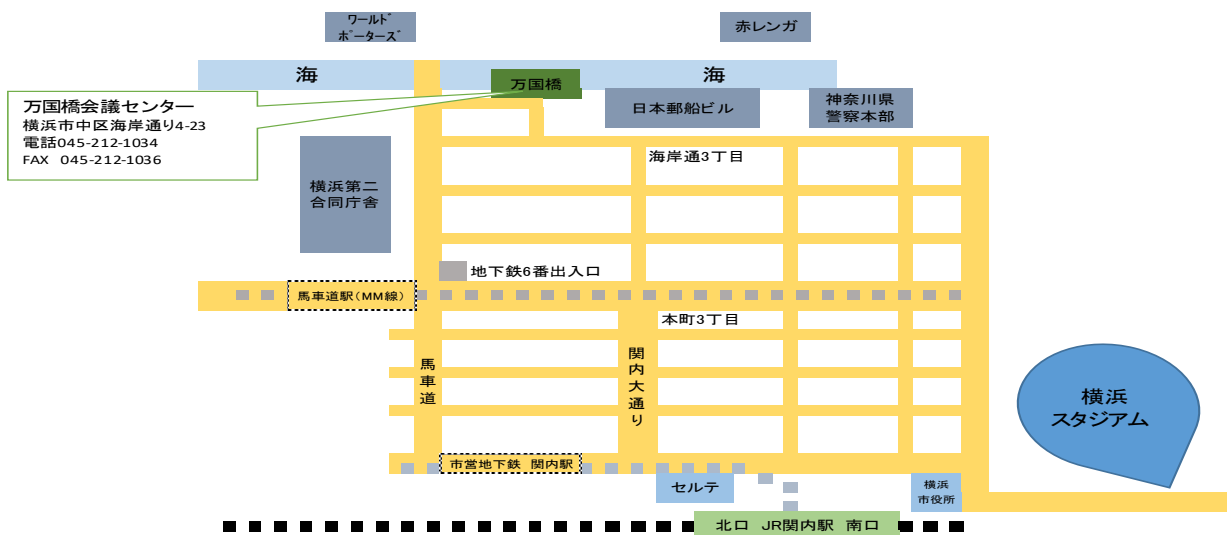 ワールド
ポーターズ
赤レンガ
海
海
万国橋
万国橋会議センター
横浜市中区海岸通り4-23
電話045-212-1034
FAX 045-212-1036
日本郵船ビル
神奈川県
警察本部
海岸通3丁目
横浜第二
合同庁舎
地下鉄6番出入口
馬車道駅(MM線)
本町3丁目
馬車道
関内大通り
横浜
スタジアム
市営地下鉄 関内駅
セルテ
横浜
市役所
北口 JR関内駅 南口